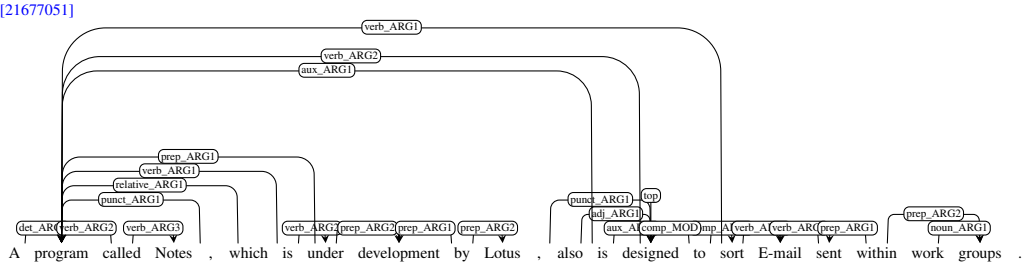 [21677051]
verb_ARG1
verb_ARG2
aux_ARG1
prep_ARG1
verb_ARG1
relative_ARG1
punct_ARG1 punct_ARG1 top
adj_ARG1 prep_ARG2
verb_ARG2 verb_ARG3 verb_ARG2 prep_ARG2 prep_ARG1 prep_ARG2 comp_MOD prep_ARG1 noun_ARG1
A program called Notes , which is under development by Lotus , also is designed to sort E-mail sent within work groups .